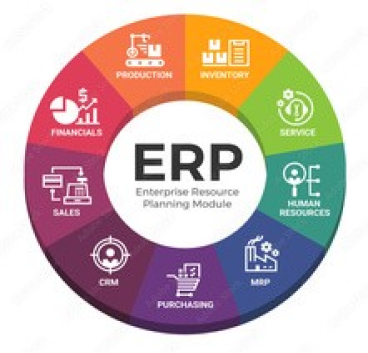 PRODUCTION
INVENTORY
SERVICE
HUMAN
RESOURCES
MRP
PURCHASING
CRM
SALES
FINANCIALS
ERP
Enterprise Resource
Planning Module